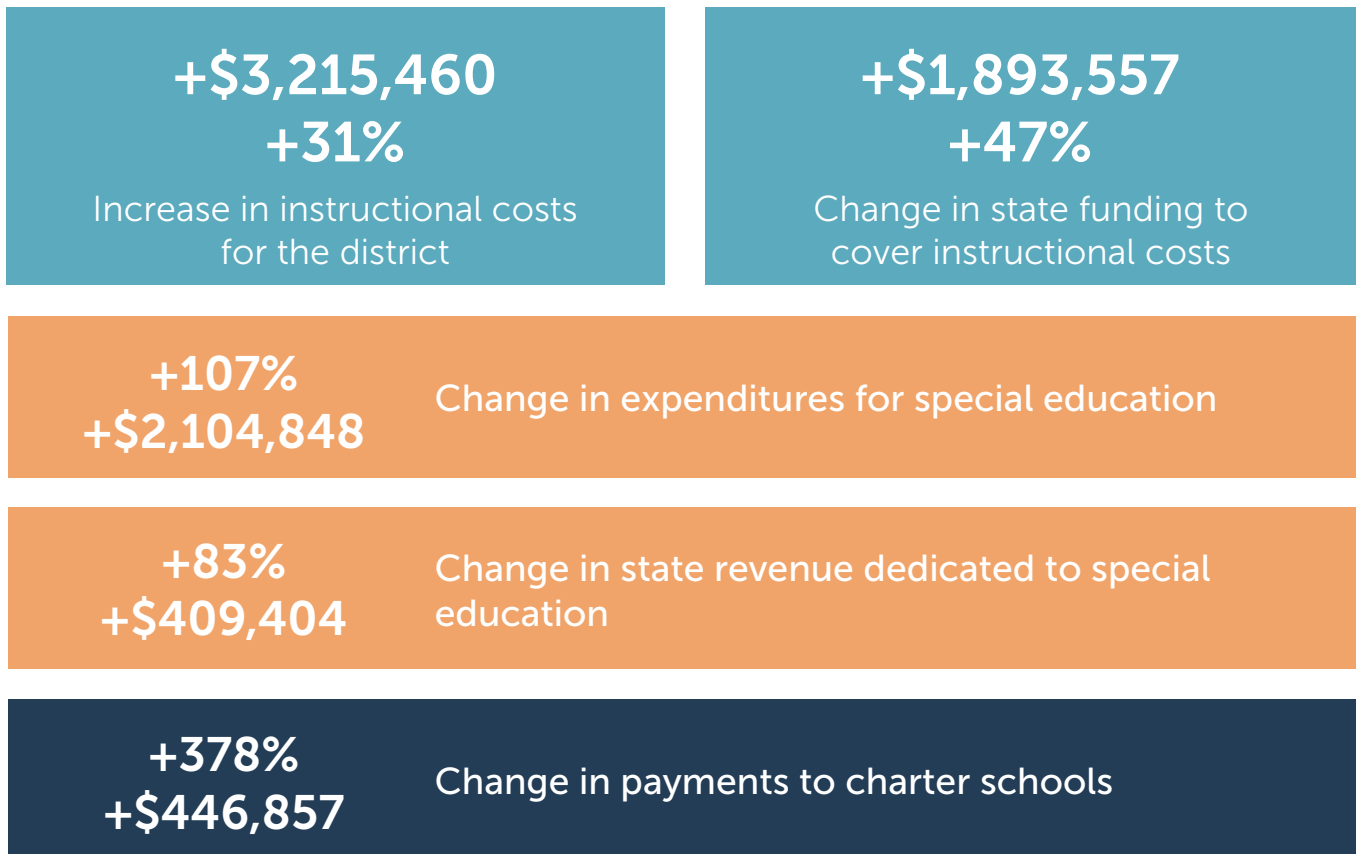 +$3,215,460
+31%
Increase in instructional costs
for the district
+$1,893,557
+47%
Change in state funding to
cover instructional costs
+107%
+$2,104,848
Change in expenditures for special education
+83%
+$409,404
Change in state revenue dedicated to special
education
+378%
+$446,857
Change in payments to charter schools